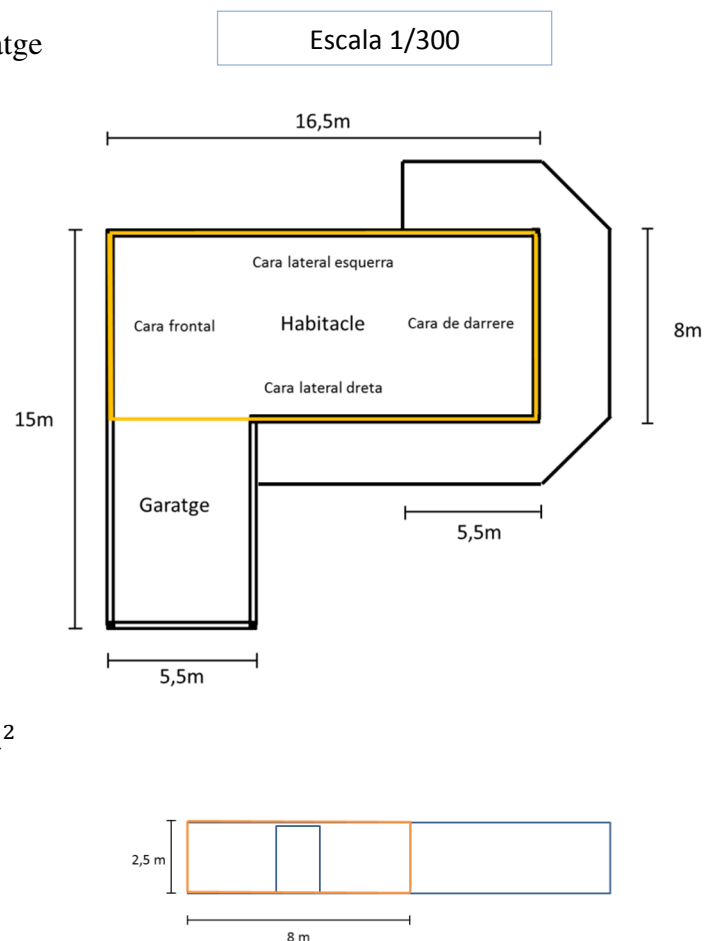 Escala 1/300
16,5m
Cara lateral esquerra
Cara frontal
Habitacle
Cara de darrere
8m
Cara lateral dreta
15m
Garatge
5,5m
5,5m
2
2,5 m
8 m